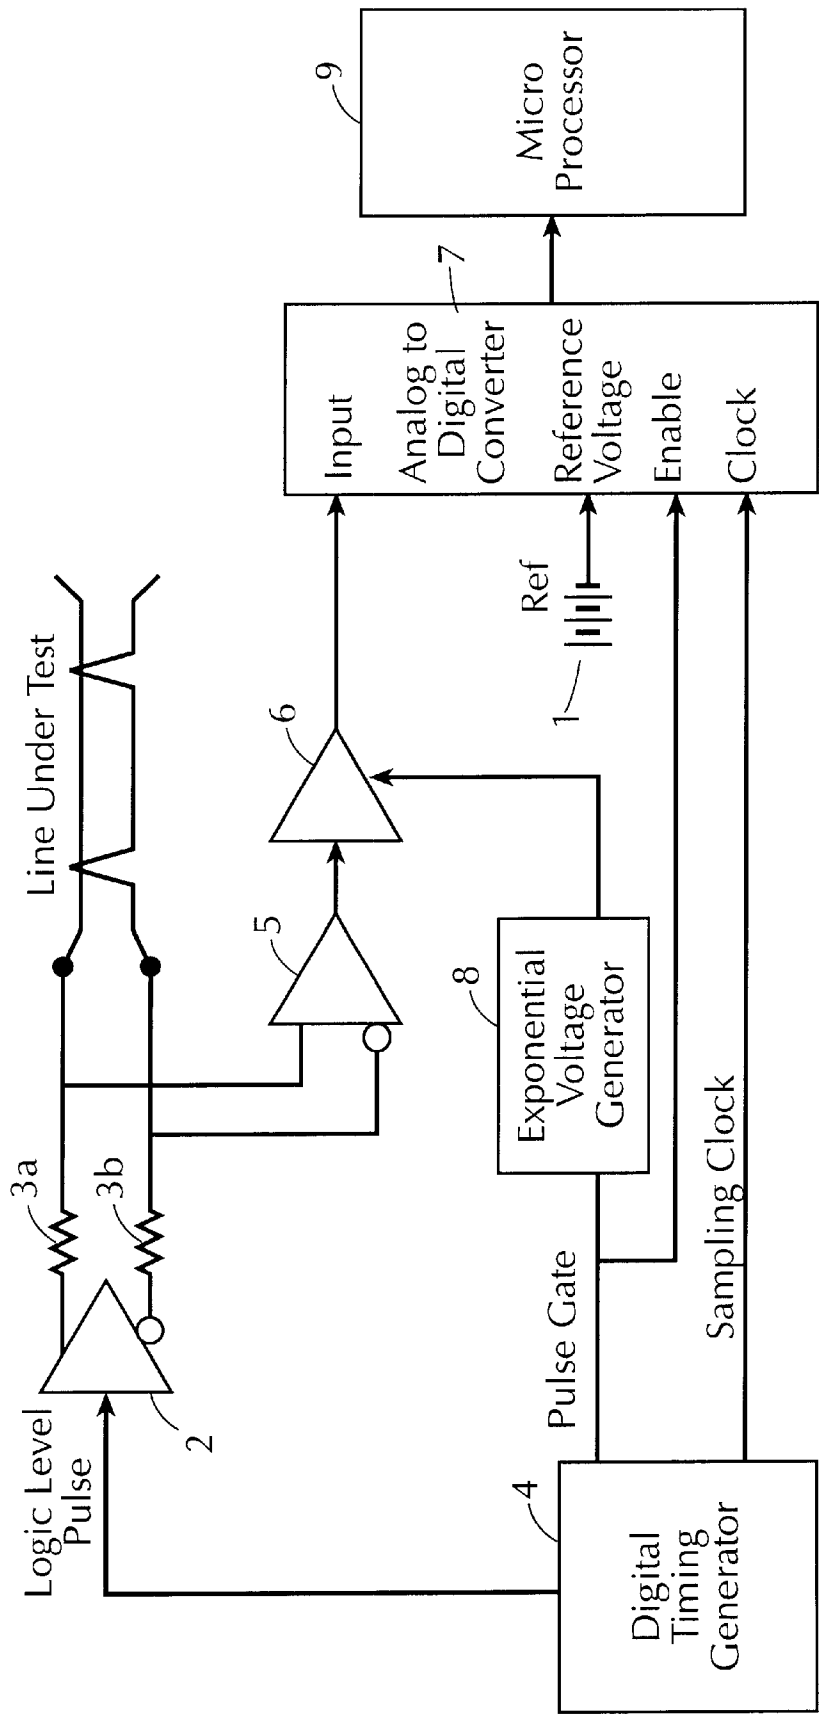 Logic Level
Pulse
2
3a
3b
Line Under Test
5
6
Digital
Timing
Generator
4
Pulse Gate
Sampling Clock
Exponential
Voltage
Generator
8
1
Ref
Input
Analog to
Digital
Converter
Reference
Voltage
Enable
Clock
7
Micro
Processor
9